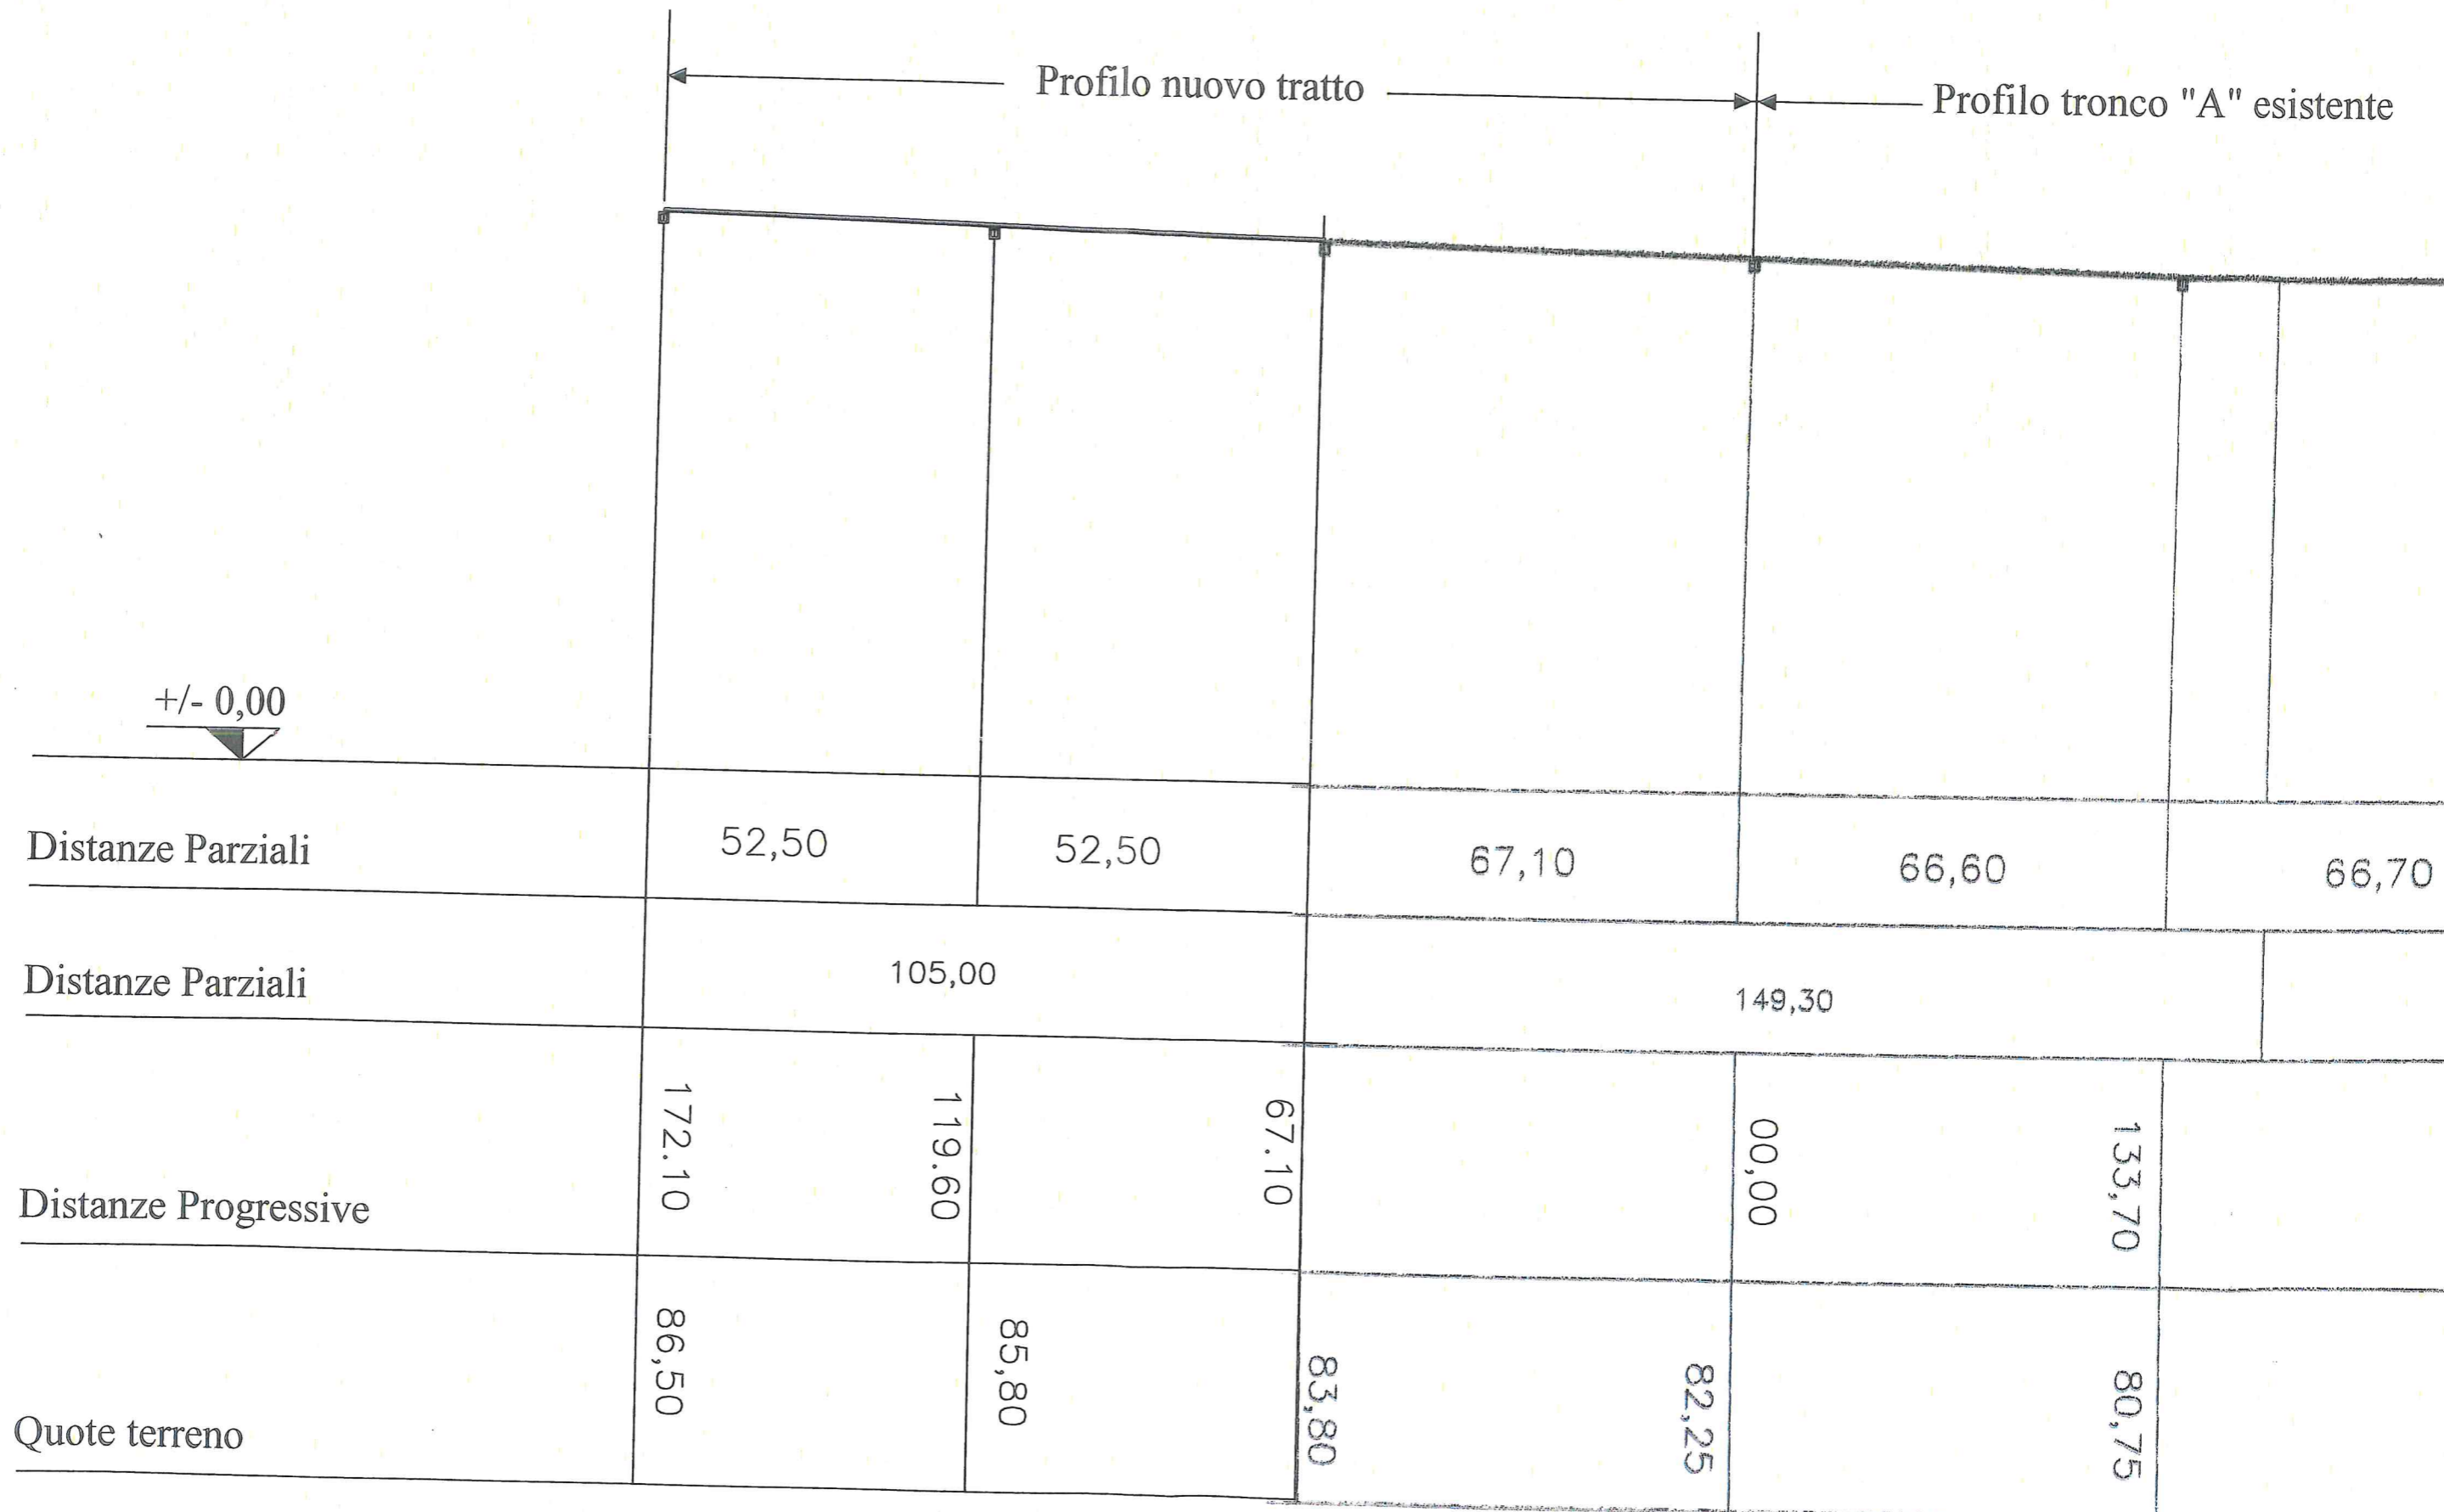 Profilo nuovo tratto
Profilo tronco "A" esistente
+/- 0,00
Distanze Parziali 52,50 52,50 67,10 66,60 66,70
Distanze Parziali 105,00 149,30
Distanze Progressive 172.10 119.60 67.10 00,00 133,70
Quote terreno 86,50 85,80 83,80 82,25 80,75